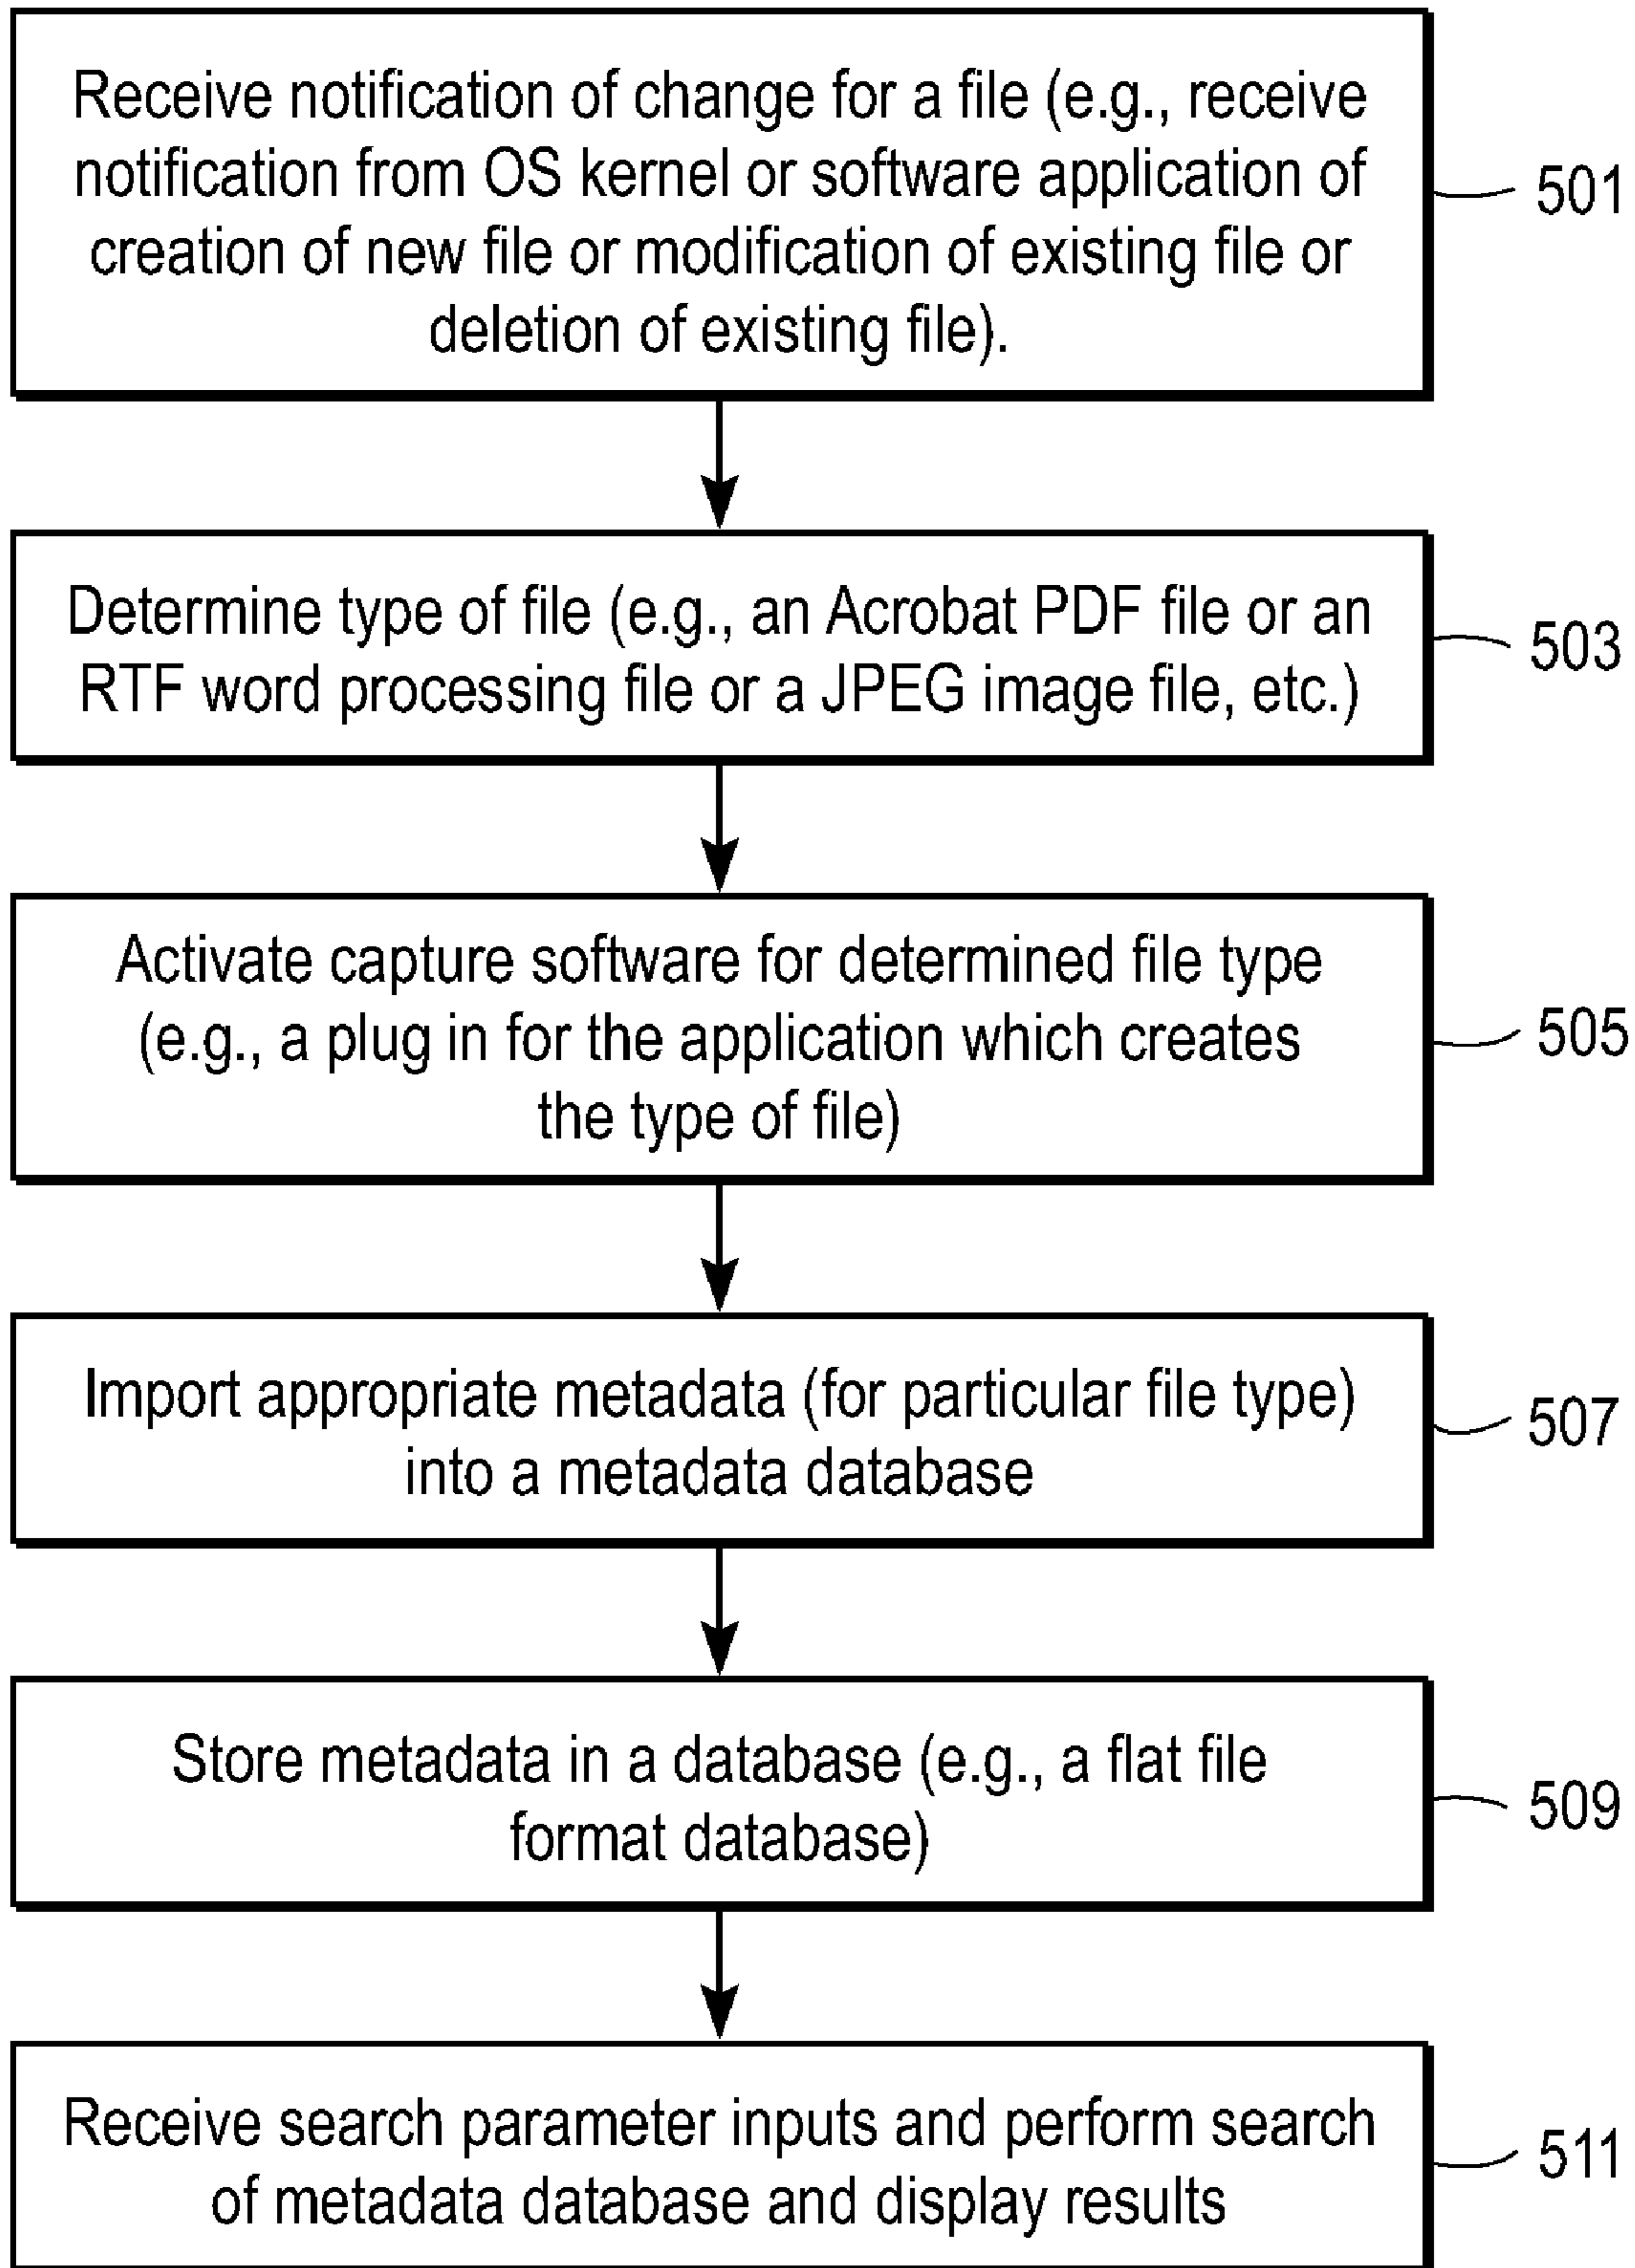 Receive notification of change for a file (e.g., receive
notification from OS kernel or software application of
creation of new file or modification of existing file or
deletion of existing file).
501
Determine type of file (e.g., an Acrobat PDF file or an
RTF word processing file or a JPEG image file, etc.)
503
Activate capture software for determined file type
(e.g., a plug in for the application which creates
the type of file)
505
Import appropriate metadata (for particular file type)
into a metadata database
507
Store metadata in a database (e.g., a flat file
format database)
509
Receive search parameter inputs and perform search
of metadata database and display results
511